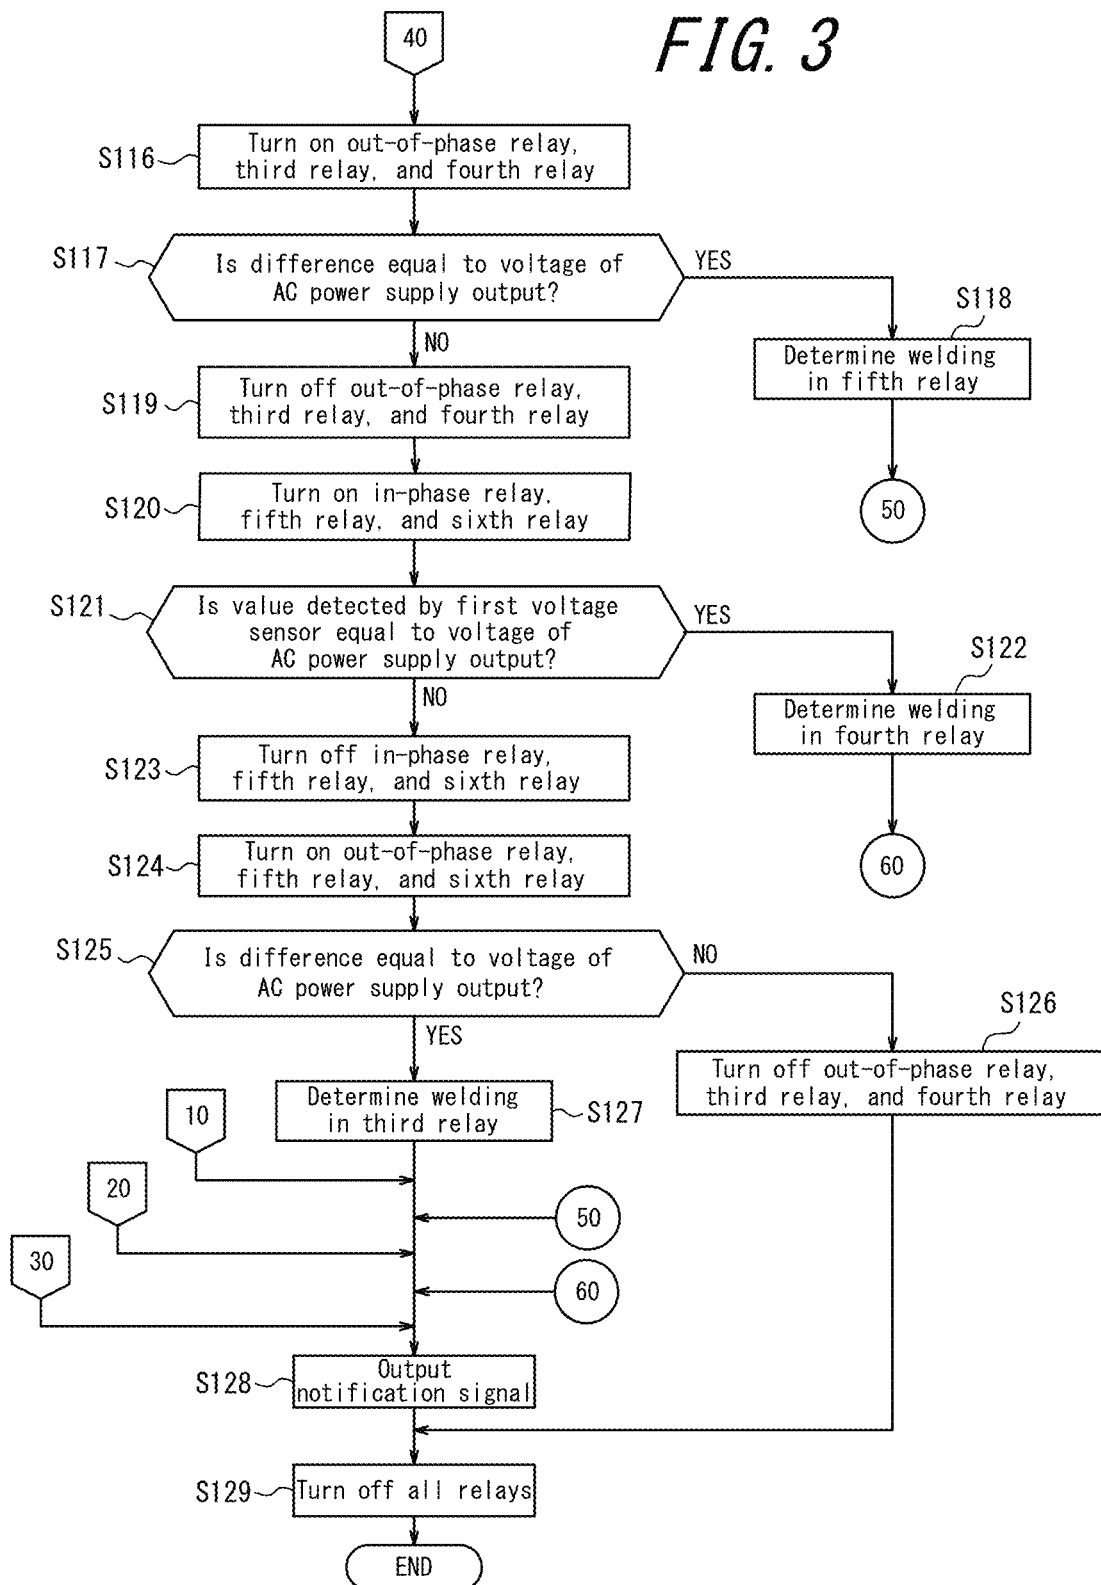 FIG. 3
40
S116
Turn on out-of-phase relay,
third relay, and fourth relay
S117
Is difference equal to voltage of
AC power supply output?
YES
NO
S118
Determine welding
in fifth relay
50
S119
Turn off out-of-phase relay,
third relay, and fourth relay
S120
Turn on in-phase relay,
fifth relay, and sixth relay
S121
Is value detected by first voltage
sensor equal to voltage of
AC power supply output?
YES
NO
S122
Determine welding
in fourth relay
60
S123
Turn off in-phase relay,
fifth relay, and sixth relay
S124
Turn on out-of-phase relay,
fifth relay, and sixth relay
S125
Is difference equal to voltage of
AC power supply output?
NO
YES
S126
Turn off out-of-phase relay,
third relay, and fourth relay
Determine welding
in third relay
S127
10
20
50
30
60
S128
Output
notification signal
S129
Turn off all relays
END